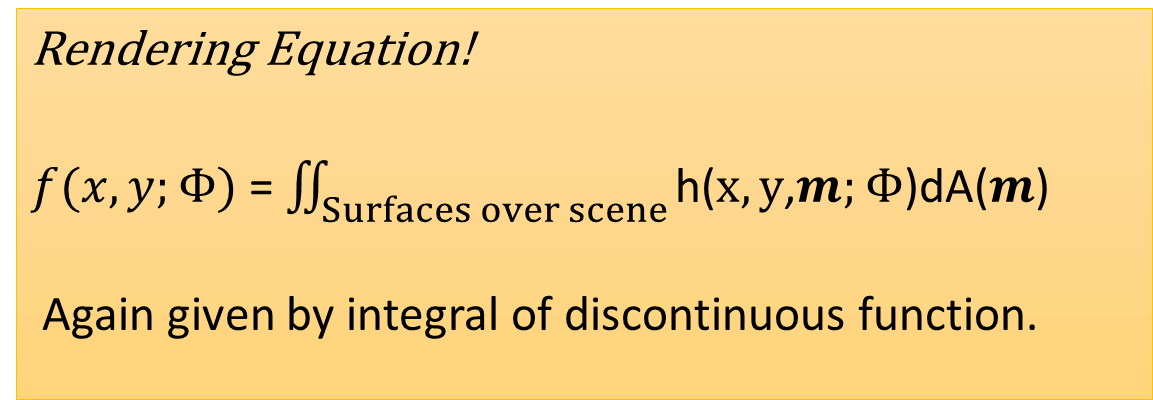 Rendering Equation!
f(x, y; Φ) = ∬Surfaces over scene h(x, y,m; Φ)dA(m)
Again given by integral of discontinuous function.